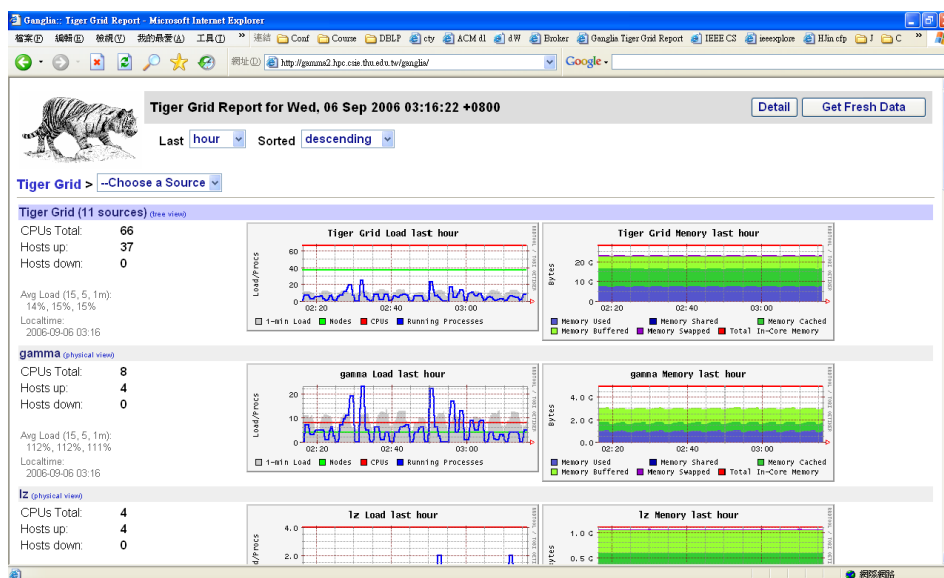 Ganglia:: Tiger Grid Report - Microsoft Internet Explorer
檔案(F) 編輯(E) 檢視(V) 我的最愛(A) 工具(T) » 連結 Conf Course DBLP cty ACM dl dW Broker Ganglia Tiger Grid Report IEEE CS ieeexplore HJin cfp J C »
網址(D) http://gamma2.hpc.csie.thu.edu.tw/ganglia/ Google
Tiger Grid Report for Wed, 06 Sep 2006 03:16:22 +0800 Detail Get Fresh Data
Last hour Sorted descending
Tiger Grid > --Choose a Source
Tiger Grid (11 sources) (tree view)
CPUs Total: 66
Hosts up: 37
Hosts down: 0
Avg Load (15, 5, 1m):
14%, 15%, 15%
Localtime:
2006-09-06 03:16
Tiger Grid Load last hour
Load/Procs
60
40
20
0
02:20 02:40 03:00
1-min Load Nodes CPUs Running Processes
Tiger Grid Memory last hour
Bytes
20 G
10 G
0
02:20 02:40 03:00
Memory Used Memory Shared Memory Cached
Memory Buffered Memory Swapped Total In-Core Memory
gamma (physical view)
CPUs Total: 8
Hosts up: 4
Hosts down: 0
Avg Load (15, 5, 1m):
112%, 112%, 111%
Localtime:
2006-09-06 03:16
gamma Load last hour
Load/Procs
20
10
0
02:20 02:40 03:00
1-min Load Nodes CPUs Running Processes
gamma Memory last hour
Bytes
4.0 G
2.0 G
0.0
02:20 02:40 03:00
Memory Used Memory Shared Memory Cached
Memory Buffered Memory Swapped Total In-Core Memory
lz (physical view)
CPUs Total: 4
Hosts up: 4
Hosts down: 0
lz Load last hour
4.0
2.0
lz Memory last hour
1.0 G
0.5 G
網際網路